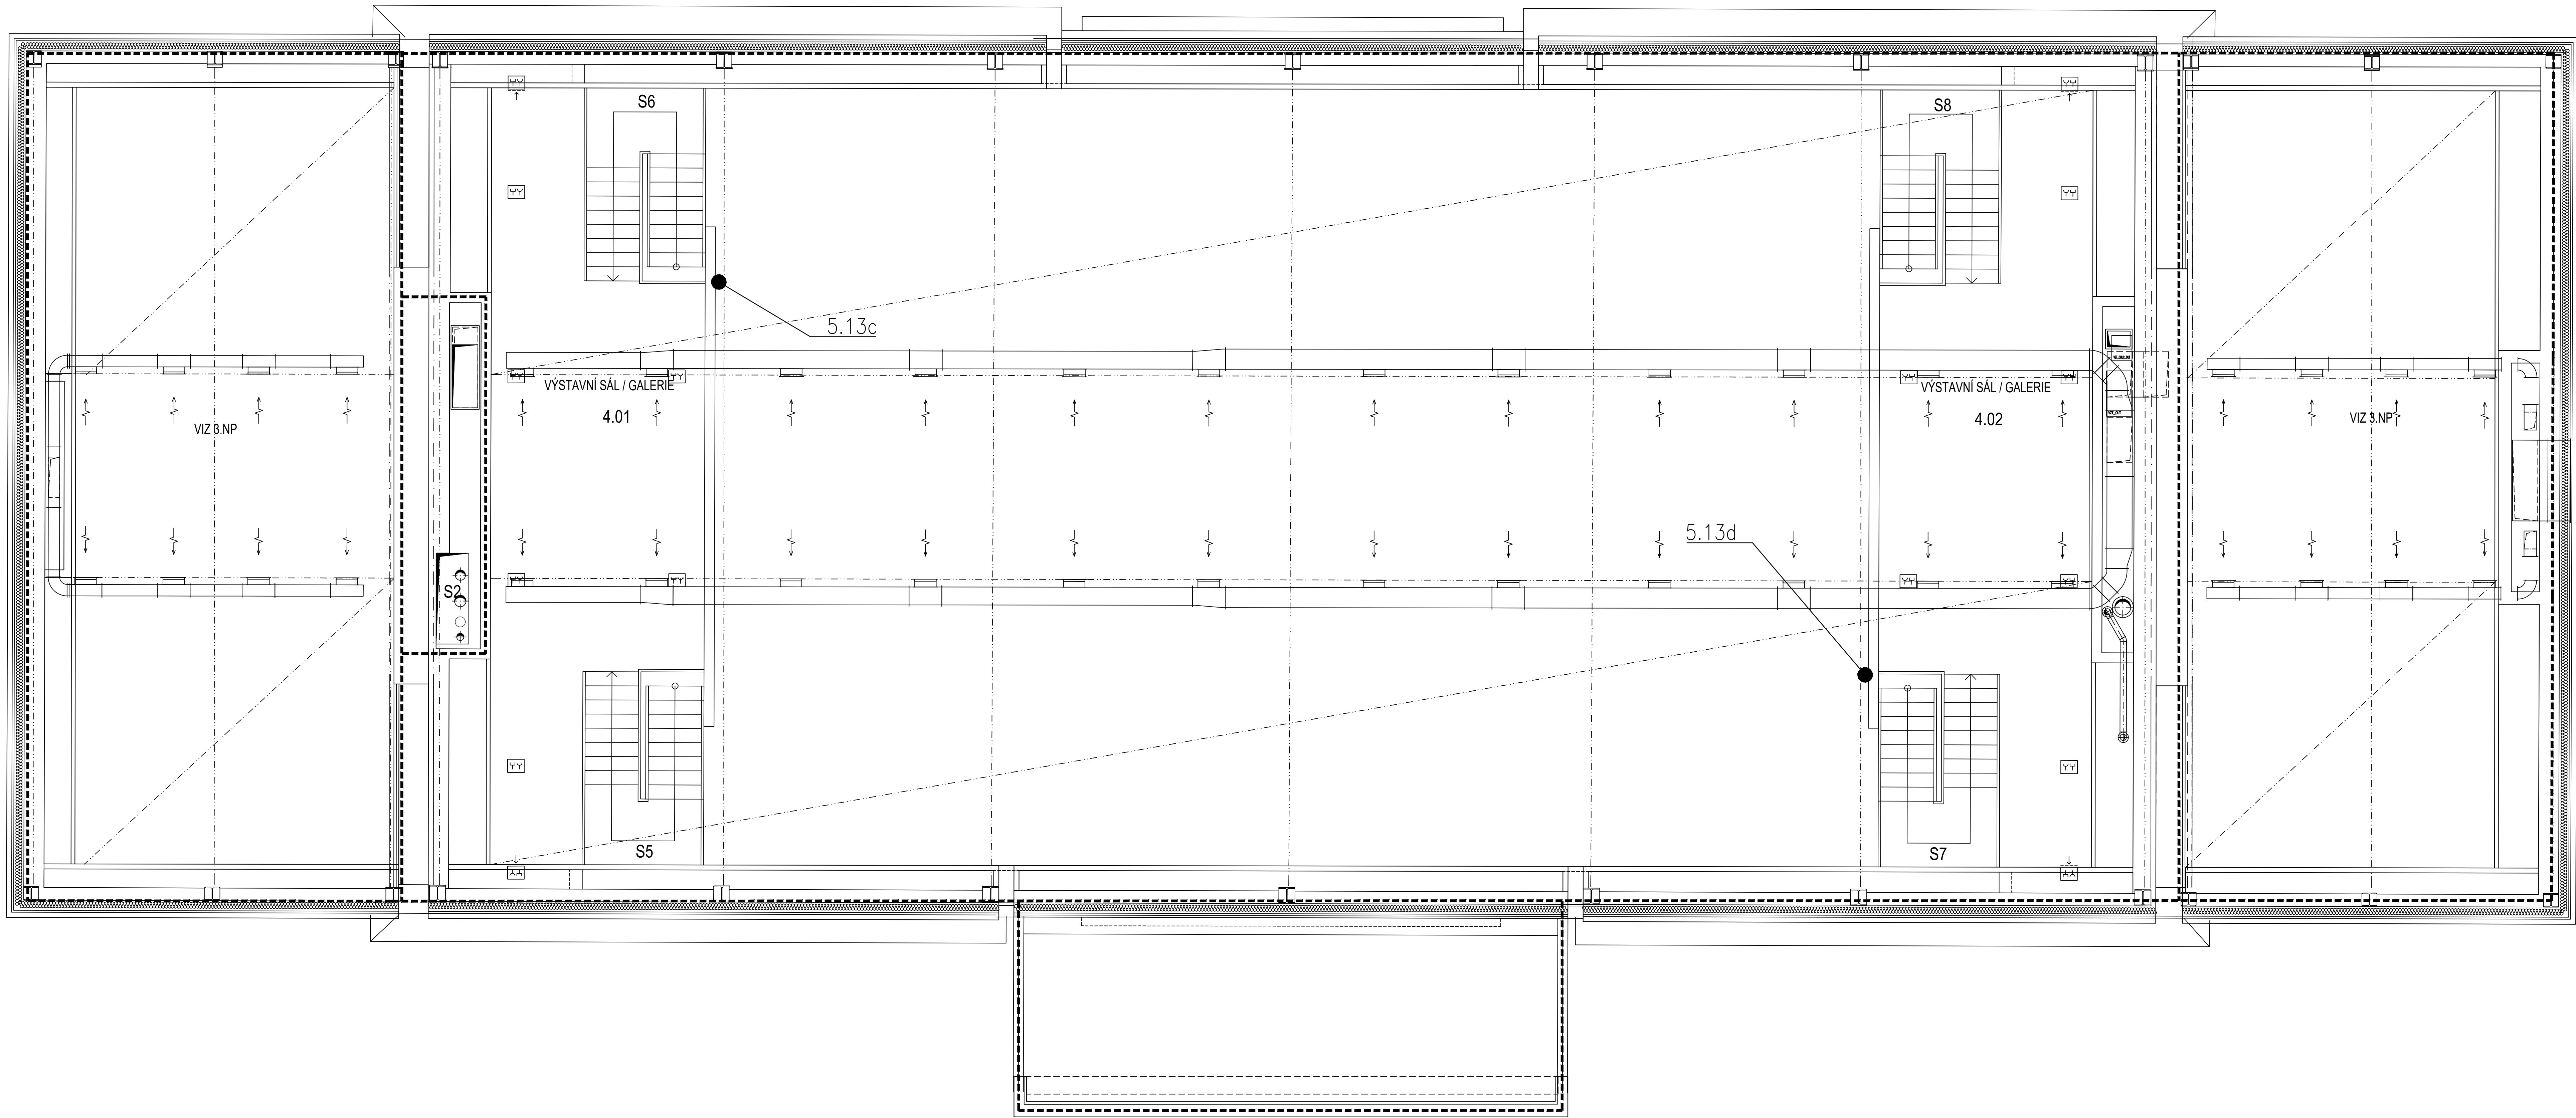 S6
S8
5.13c
VÝSTAVNÍ SÁL / GALERIE
4.01
VÝSTAVNÍ SÁL / GALERIE
4.02
VIZ 3.NP
VIZ 3.NP
5.13d
S2
S5
S7